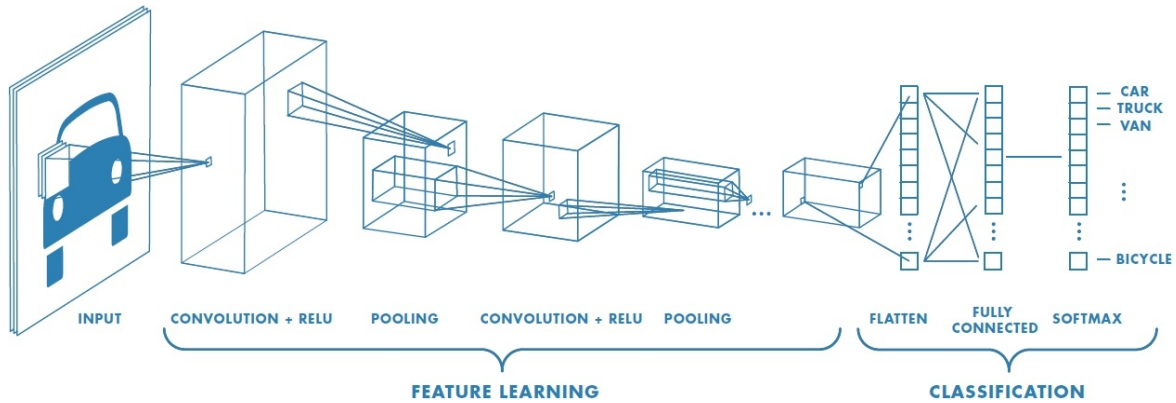 CAR
TRUCK
VAN
BICYCLE
INPUT
CONVOLUTION + RELU
POOLING
CONVOLUTION + RELU
POOLING
FLATTEN
FULLY
CONNECTED
SOFTMAX
FEATURE LEARNING
CLASSIFICATION